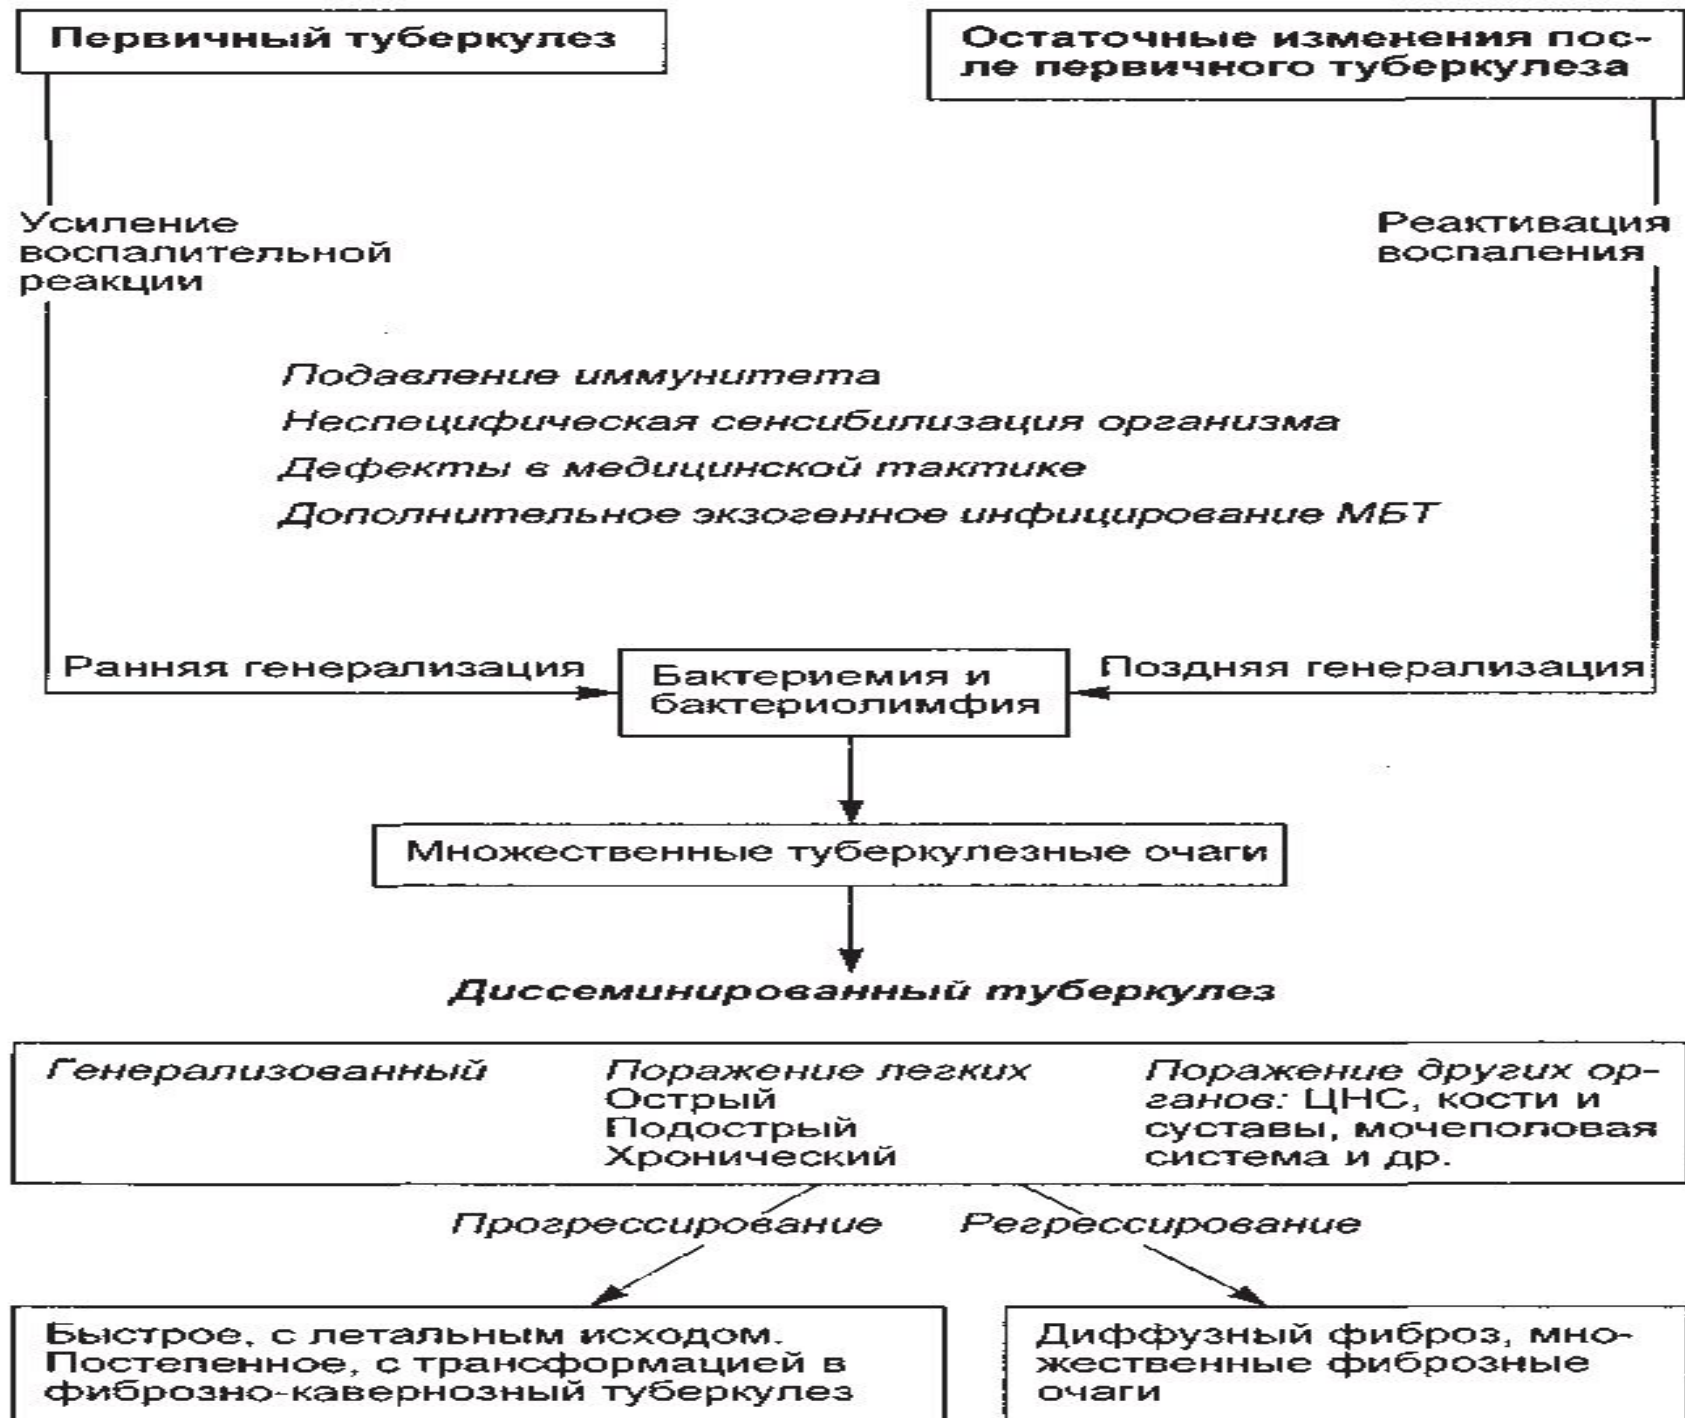 Первичный туберкулез
Остаточные изменения пос-
ле первичного туберкулеза
Усиление
воспалительной
реакции
Реактивация
воспаления
Подавление иммунитета
Неспецифическая сенсибилизация организма
Дефекты в медицинской тактике
Дополнительное экзогенное инфицирование МБТ
Ранняя генерализация
Бактериемия и
бактериолимфия
Поздняя генерализация
Множественные туберкулезные очаги
Диссеминированный туберкулез
Генерализованный
Поражение легких
Острый
Подострый
Хронический
Поражение других ор-
ганов: ЦНС, кости и
суставы, мочеполовая
система и др.
Прогрессирование
Регрессирование
Быстрое, с летальным исходом.
Постепенное, с трансформацией в
фиброзно-кавернозный туберкулез
Диффузный фиброз, мно-
жественные фиброзные
очаги